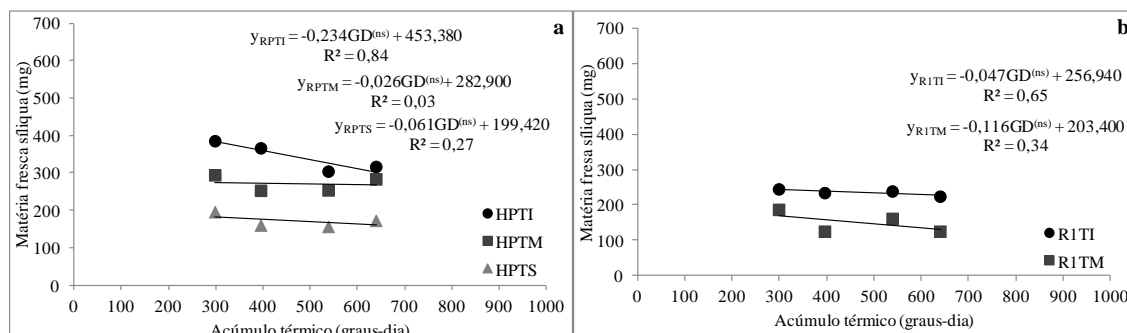 a
y_RPTI = -0,234GD^(ns) + 453,380
R² = 0,84
y_RPTM = -0,026GD^(ns) + 282,900
R² = 0,03
y_RPTS = -0,061GD^(ns) + 199,420
R² = 0,27
700
600
500
400
300
200
100
0
Matéria fresca síliqua (mg)
HPTI
HPTM
HPTS
0 100 200 300 400 500 600 700 800 900 1000
Acúmulo térmico (graus-dia)
b
y_R1TI = -0,047GD^(ns) + 256,940
R² = 0,65
y_R1TM = -0,116GD^(ns) + 203,400
R² = 0,34
700
600
500
400
300
200
100
0
Matéria fresa síliqua (mg)
R1TI
R1TM
0 100 200 300 400 500 600 700 800 900 1000
Acúmulo térmico (graus-dia)